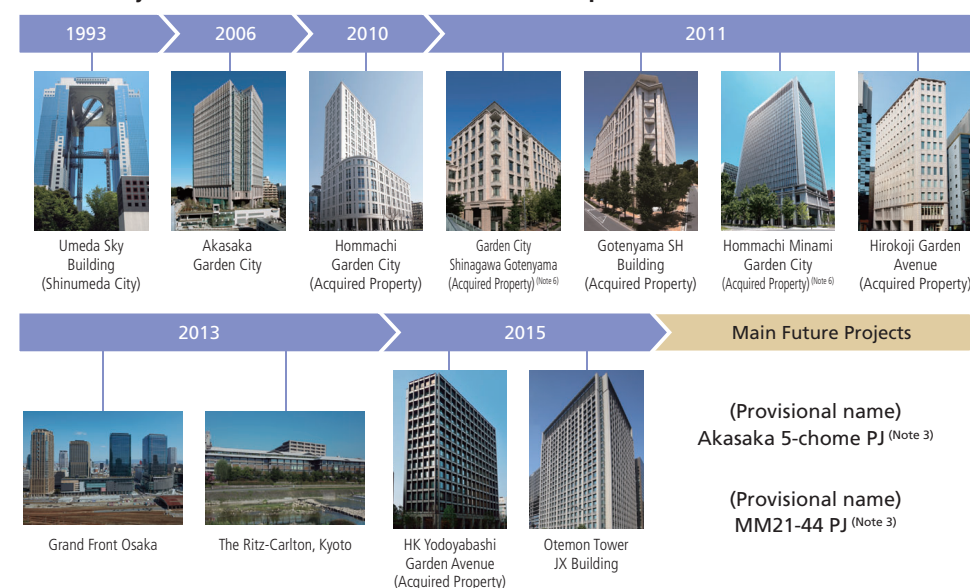 1993
2006
2010
2011
Umeda Sky
Building
(Shinumeda City)
Akasaka
Garden City
Hommachi
Garden City
(Acquired Property)
Garden City
Shinagawa Gotenyama
(Acquired Property) (Note 6)
Gotenyama SH
Building
(Acquired Property)
Hommachi Minami
Garden City
(Acquired Property) (Note 6)
Hirokoji Garden
Avenue
(Acquired Property)
2013
2015
Main Future Projects
Grand Front Osaka
The Ritz-Carlton, Kyoto
HK Yodoyabashi
Garden Avenue
(Acquired Property)
Otemon Tower
JX Building
(Provisional name)
Akasaka 5-chome PJ (Note 3)
(Provisional name)
MM21-44 PJ (Note 3)